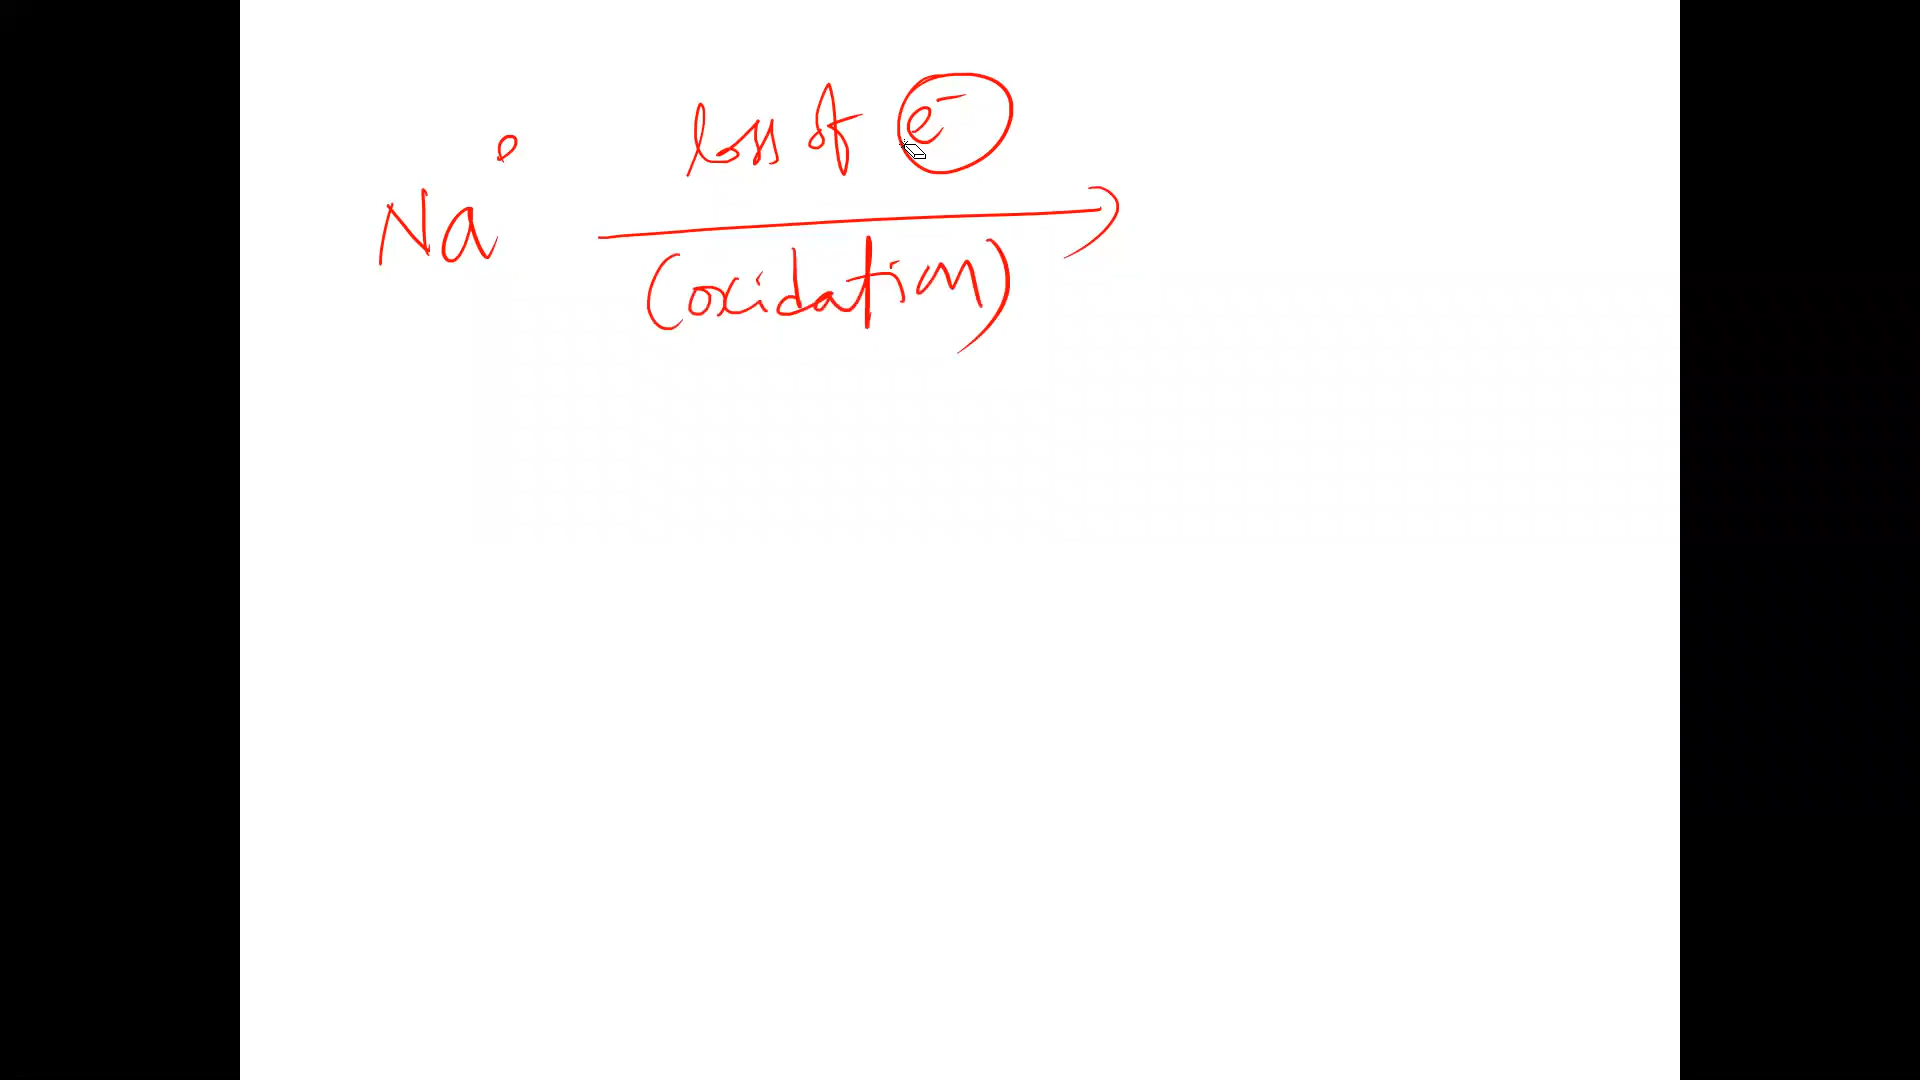 loss of e⁻
Na°
(oxidation)